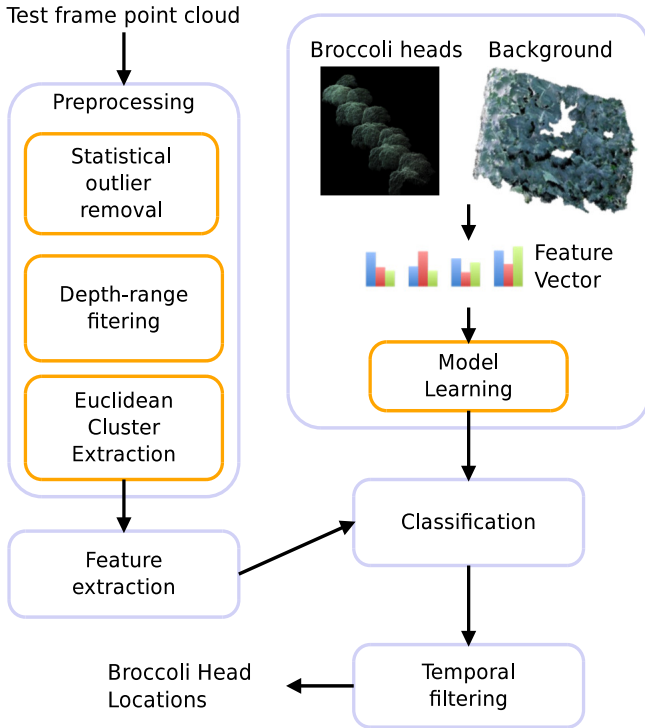 Test frame point cloud
Preprocessing
Statistical
outlier
removal
Depth-range
fitering
Euclidean
Cluster
Extraction
Feature
extraction
Broccoli heads
Background
Feature
Vector
Model
Learning
Classification
Temporal
filtering
Broccoli Head
Locations